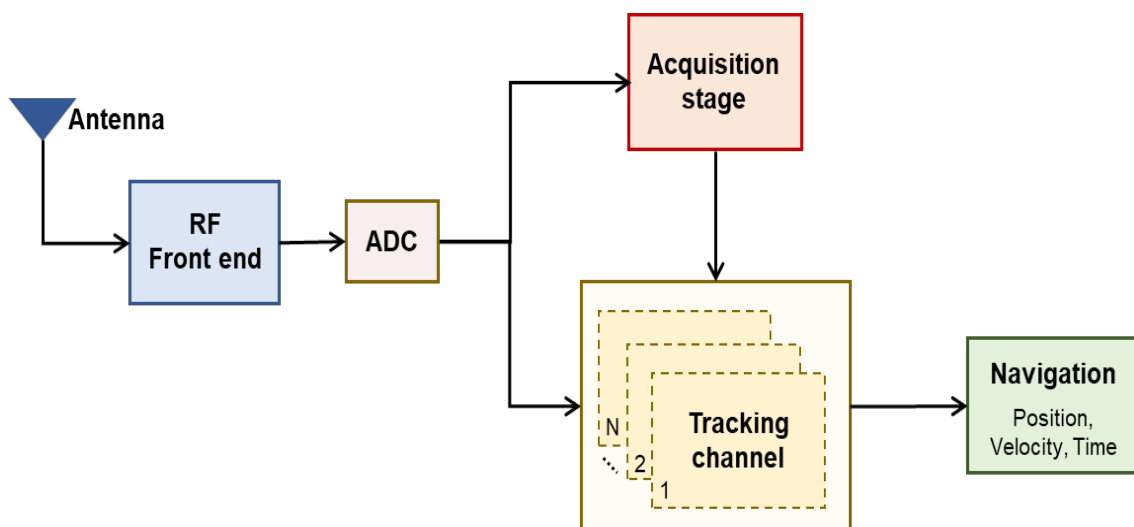 Antenna
RF
Front end
ADC
Acquisition
stage
N
2
1
Tracking
channel
Navigation
Position,
Velocity, Time